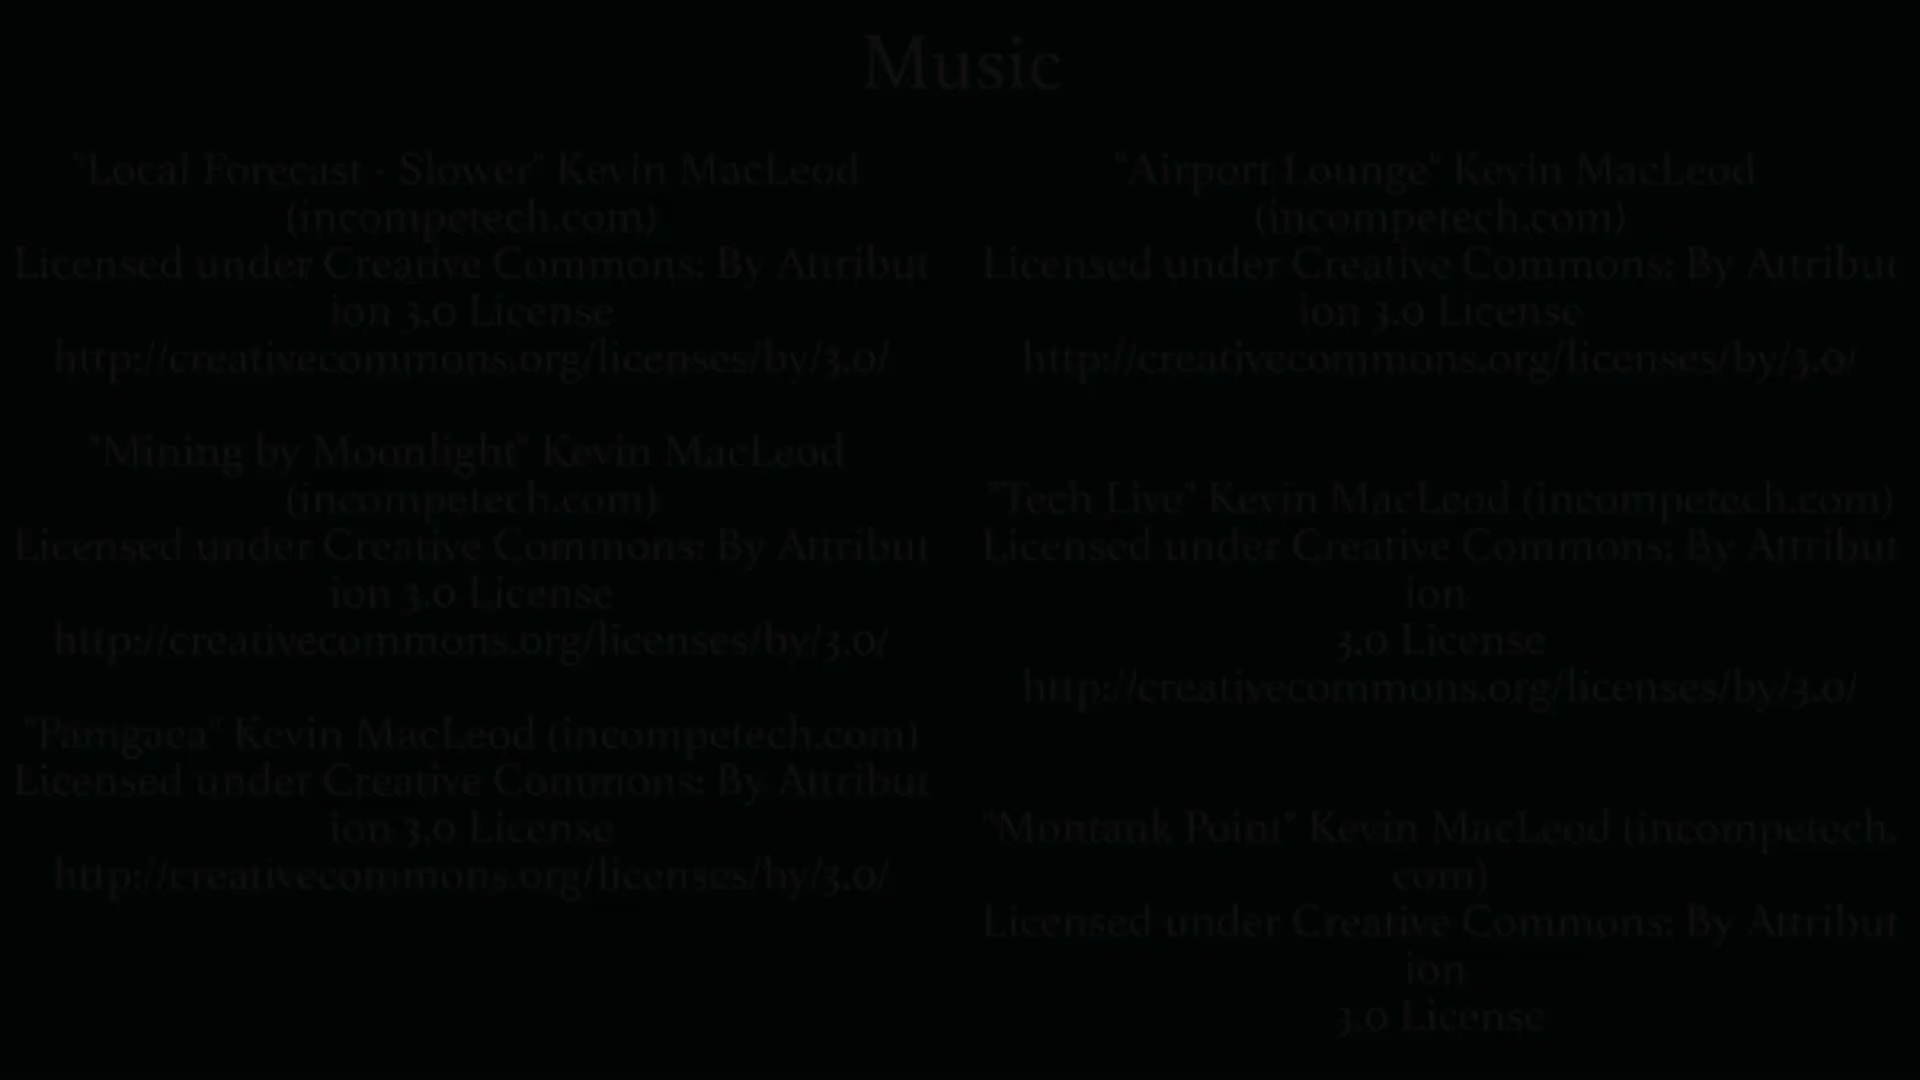 Music
"Local Forecast - Slower" Kevin MacLeod
(incompetech.com)
Licensed under Creative Commons: By Attribut
ion 3.0 License
http://creativecommons.org/licenses/by/3.0/
"Mining by Moonlight" Kevin MacLeod
(incompetech.com)
Licensed under Creative Commons: By Attribut
ion 3.0 License
http://creativecommons.org/licenses/by/3.0/
"Pamgaea" Kevin MacLeod (incompetech.com)
Licensed under Creative Commons: By Attribut
ion 3.0 License
http://creativecommons.org/licenses/by/3.0/
"Airport Lounge" Kevin MacLeod
(incompetech.com)
Licensed under Creative Commons: By Attribut
ion 3.0 License
http://creativecommons.org/licenses/by/3.0/
"Tech Live" Kevin MacLeod (incompetech.com)
Licensed under Creative Commons: By Attribut
ion
3.0 License
http://creativecommons.org/licenses/by/3.0/
"Montauk Point" Kevin MacLeod (incompetech.
com)
Licensed under Creative Commons: By Attribut
ion
3.0 License